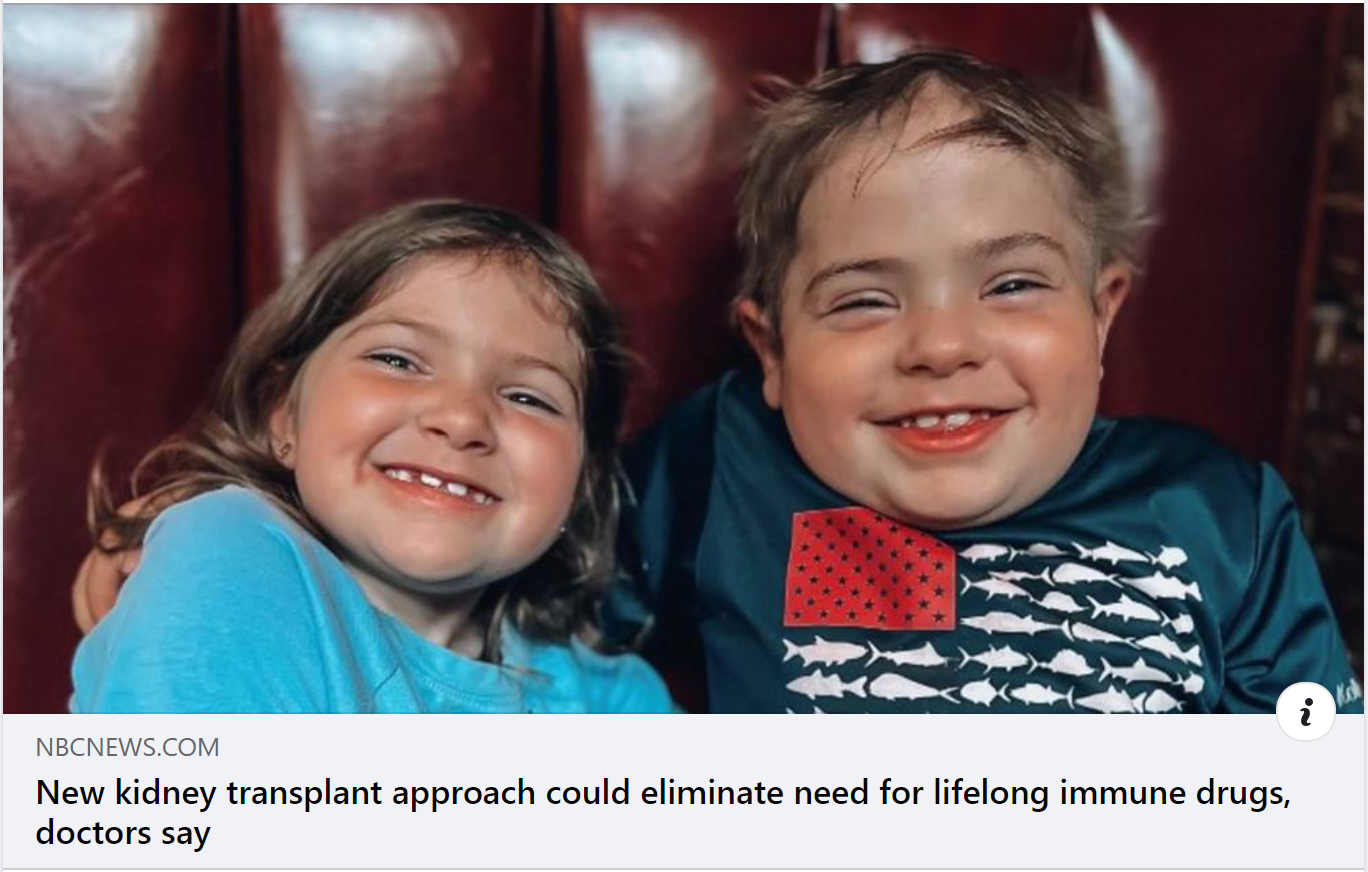 NBCNEWS.COM
New kidney transplant approach could eliminate need for lifelong immune drugs,
doctors say